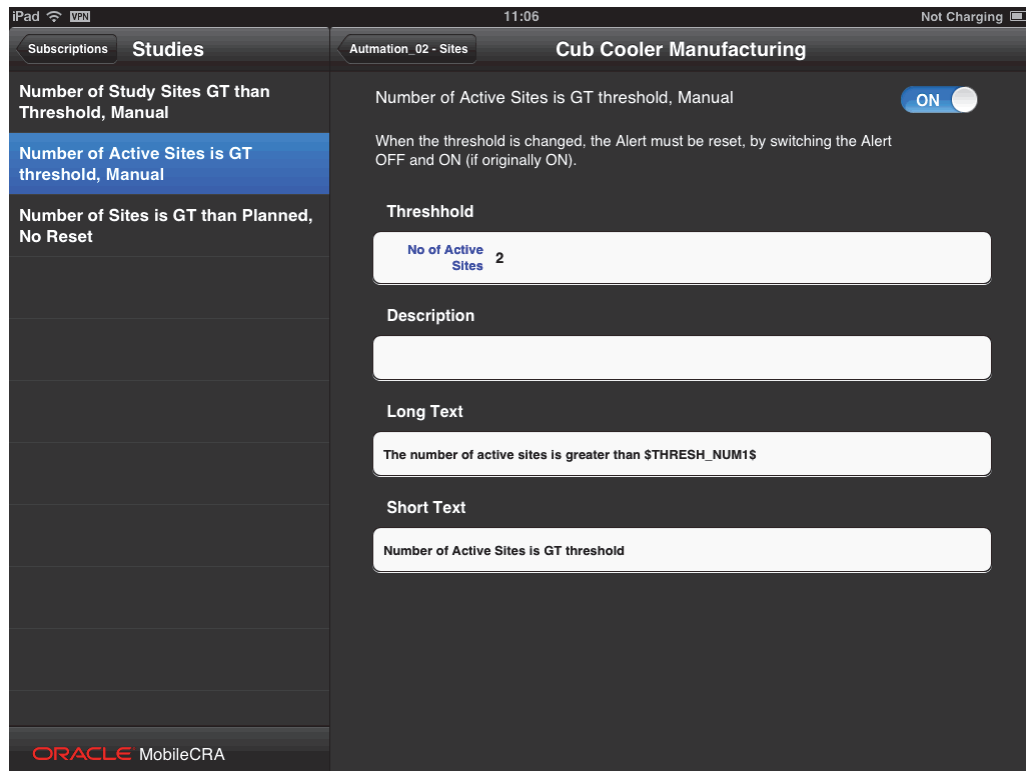 iPad VPN 11:06 Not Charging
Subscriptions Studies
Autmation_02 - Sites Cub Cooler Manufacturing
Number of Study Sites GT than
Threshold, Manual
Number of Active Sites is GT
threshold, Manual
Number of Sites is GT than Planned,
No Reset
ORACLE MobileCRA
Number of Active Sites is GT threshold, Manual
ON
When the threshold is changed, the Alert must be reset, by switching the Alert
OFF and ON (if originally ON).
Threshhold
No of Active
Sites 2
Description
Long Text
The number of active sites is greater than $THRESH_NUM1$
Short Text
Number of Active Sites is GT threshold